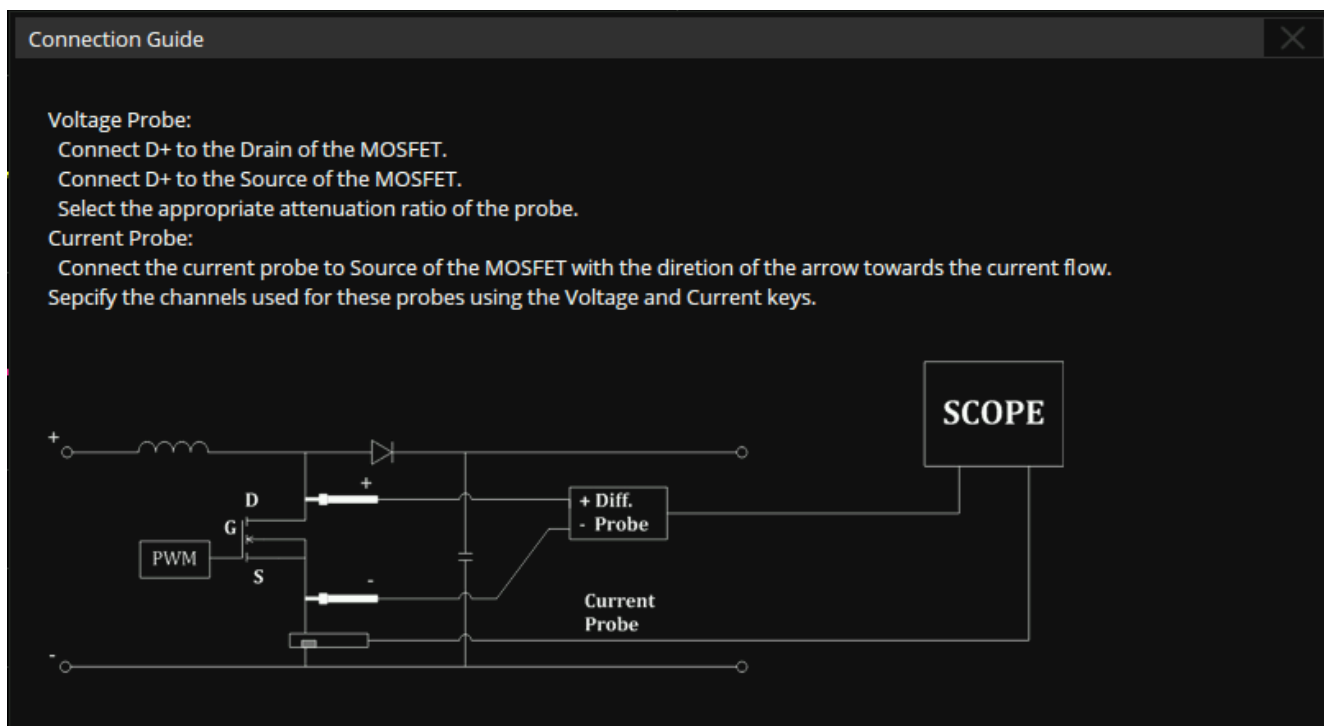 Connection Guide
Voltage Probe:
Connect D+ to the Drain of the MOSFET.
Connect D+ to the Source of the MOSFET.
Select the appropriate attenuation ratio of the probe.
Current Probe:
Connect the current probe to Source of the MOSFET with the diretion of the arrow towards the current flow.
Sepcify the channels used for these probes using the Voltage and Current keys.
SCOPE
+
+
D
+ Diff.
G
- Probe
PWM
S
-
Current
Probe
-